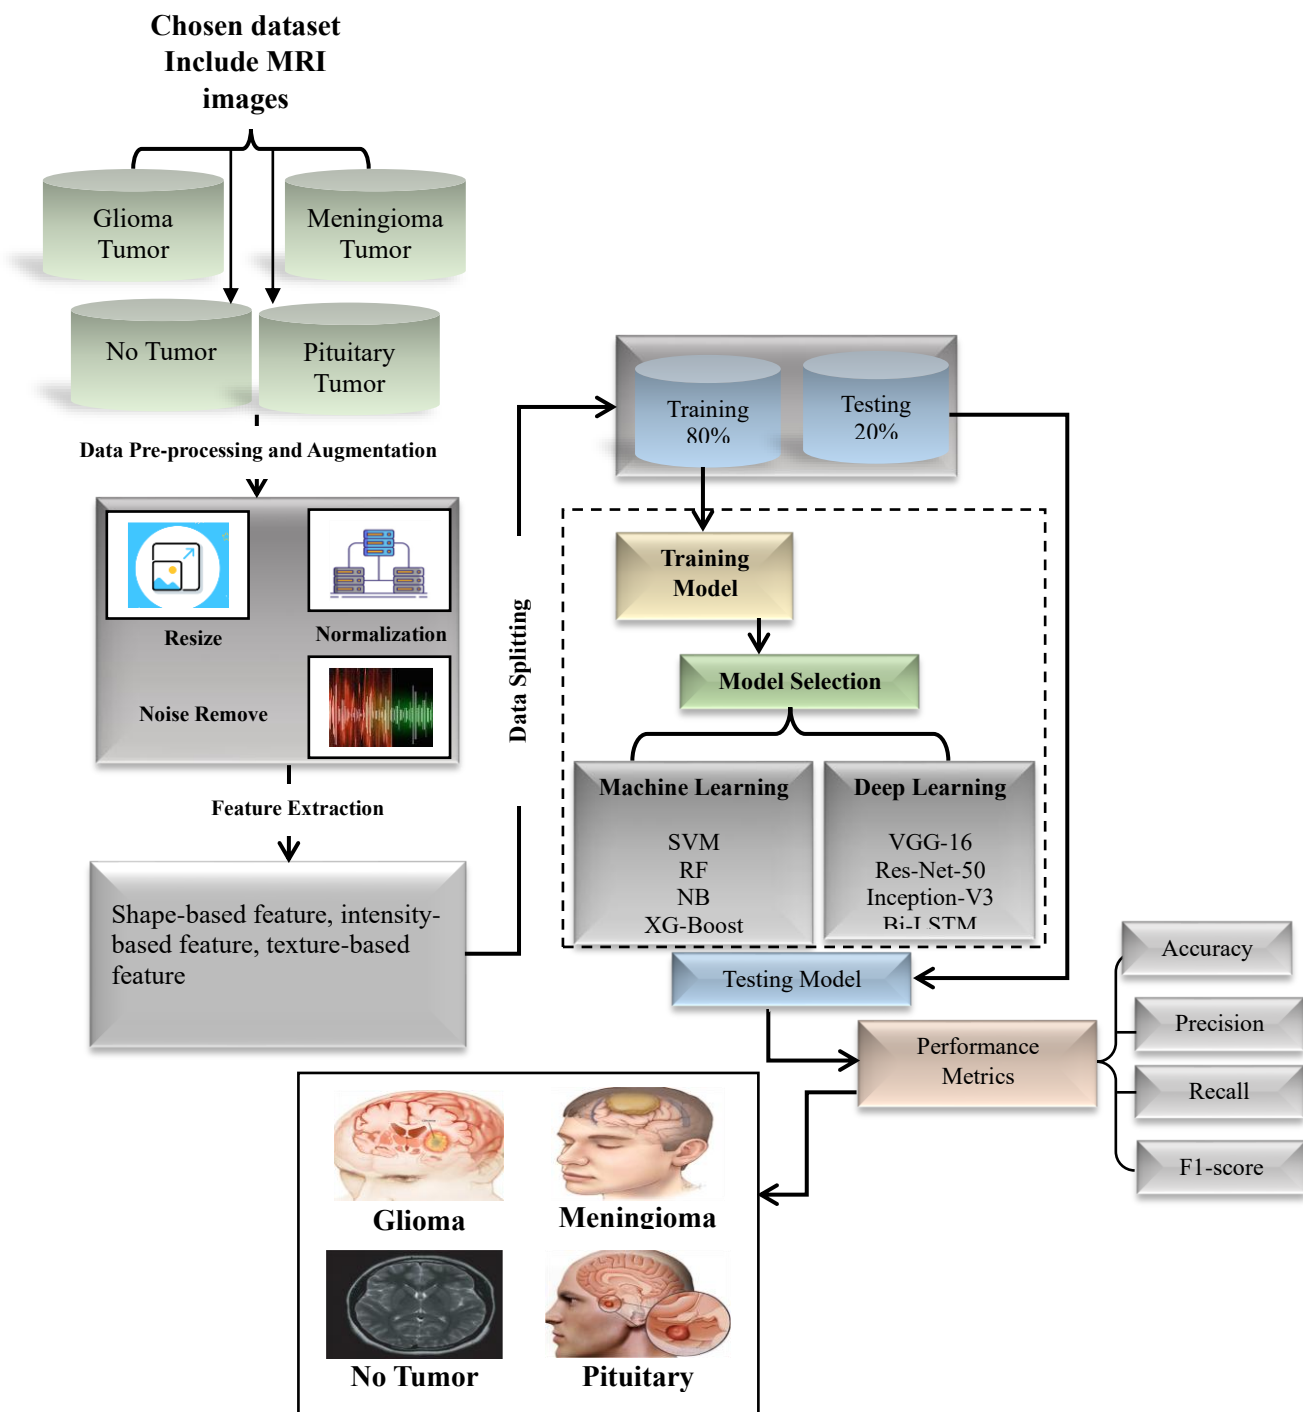 Chosen dataset
Include MRI
images
Glioma
Tumor
Meningioma
Tumor
No Tumor
Pituitary
Tumor
Data Pre-processing and Augmentation
Resize
Normalization
Noise Remove
Feature Extraction
Shape-based feature, intensity-
based feature, texture-based
feature
Data Splitting
Training
80%
Testing
20%
Training
Model
Model Selection
Machine Learning
SVM
RF
NB
XG-Boost
Deep Learning
VGG-16
Res-Net-50
Inception-V3
Bi-LSTM
Testing Model
Performance
Metrics
Accuracy
Precision
Recall
F1-score
Glioma
Meningioma
No Tumor
Pituitary